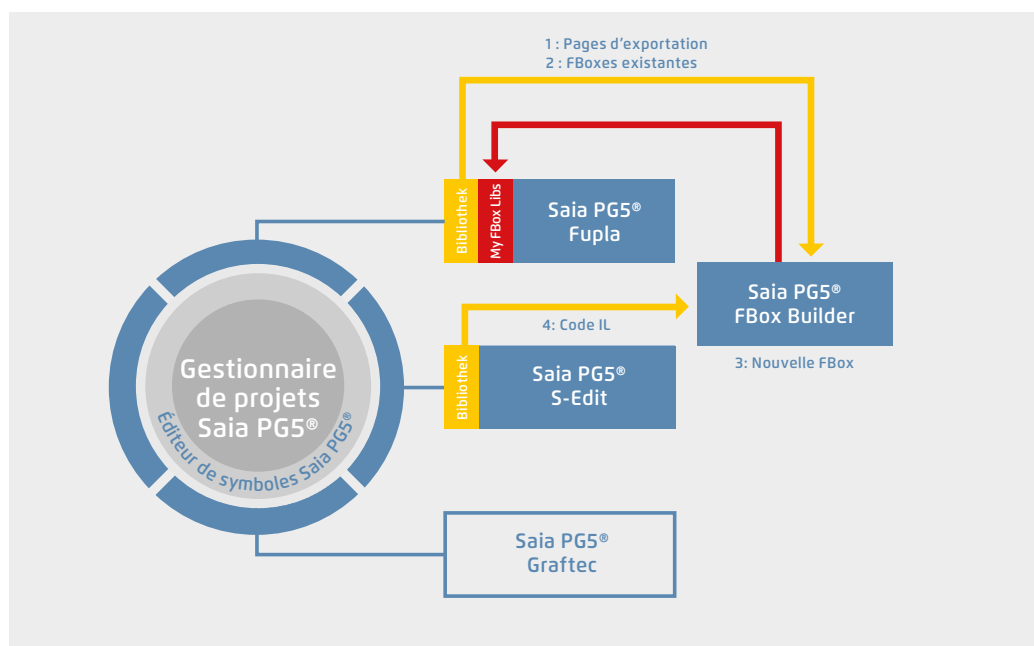 1 : Pages d'exportation
2 : FBoxes existantes
Bibliothek
My FBox Libs
Saia PG5®
Fupla
Saia PG5®
FBox Builder
3: Nouvelle FBox
4: Code IL
Bibliothek
Saia PG5®
S-Edit
Gestionnaire
de projets
Saia PG5®
Éditeur de symboles Saia PG5®
Saia PG5®
Graftec